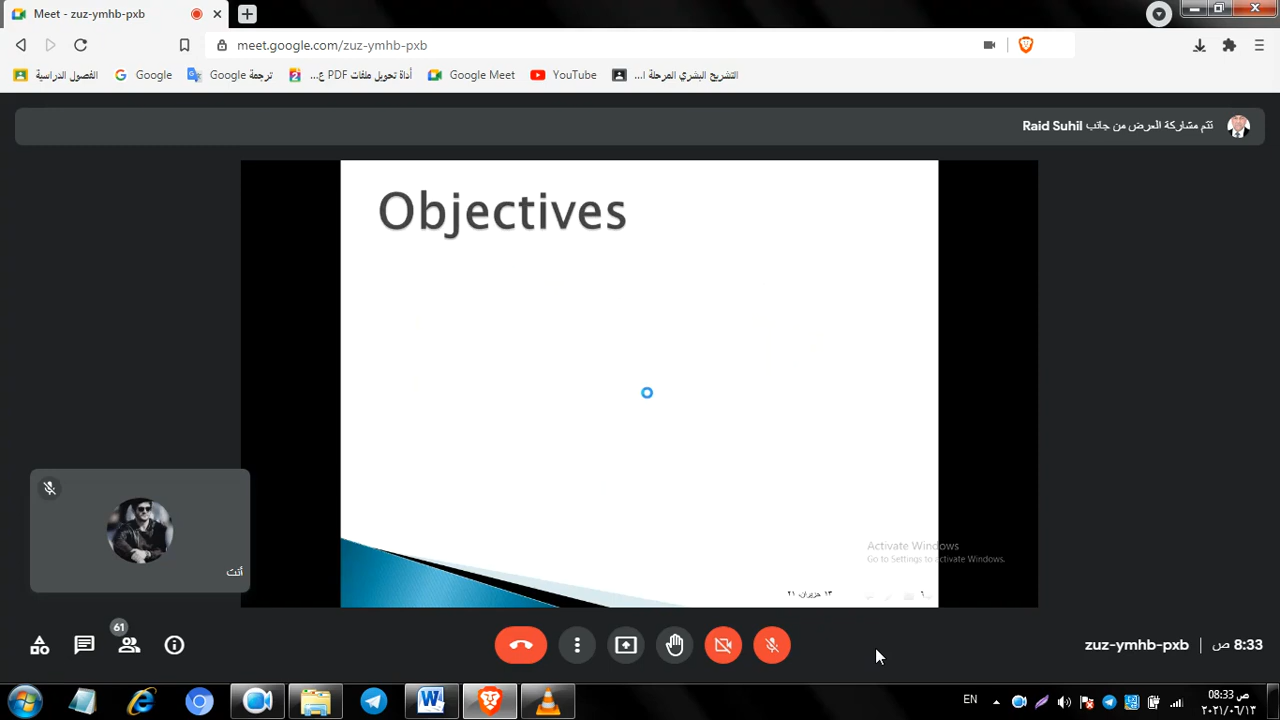 Meet - zuz-ymhb-pxb
meet.google.com/zuz-ymhb-pxb
الفصول الدراسية
Google
ترجمة Google
أداة تحويل ملفات PDF ع...
Google Meet
YouTube
التشريح البشري المرحلة ا...
تتم مشاركة العرض من جانب Raid Suhil
Objectives
Activate Windows
Go to Settings to activate Windows.
١٣ حزيران، ٢١
أنت
61
zuz-ymhb-pxb
8:33 ص
EN
08:33 ص
٢٠٢١/٠٦/١٣